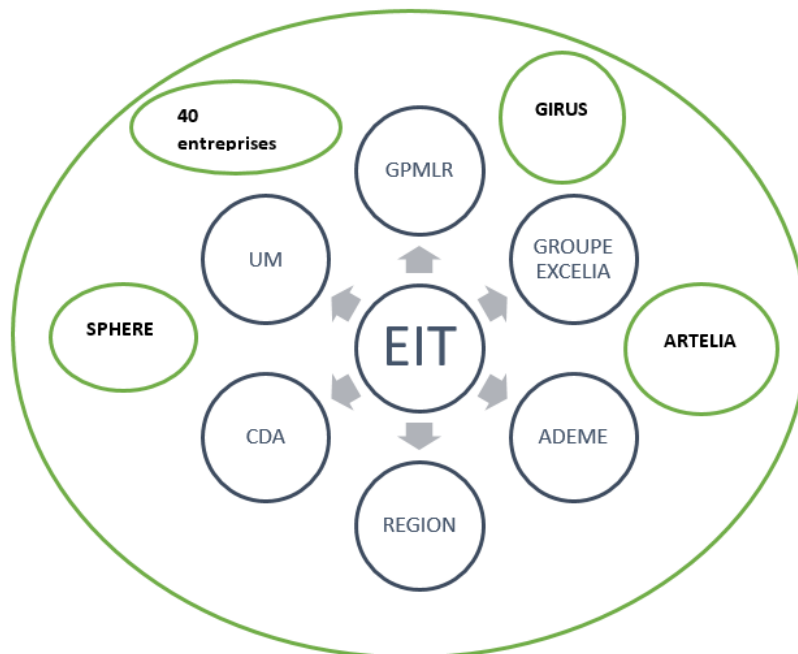 40
entreprises
GIRUS
GPMLR
UM
GROUPE
EXCELIA
SPHERE
EIT
ARTELIA
CDA
ADEME
REGION